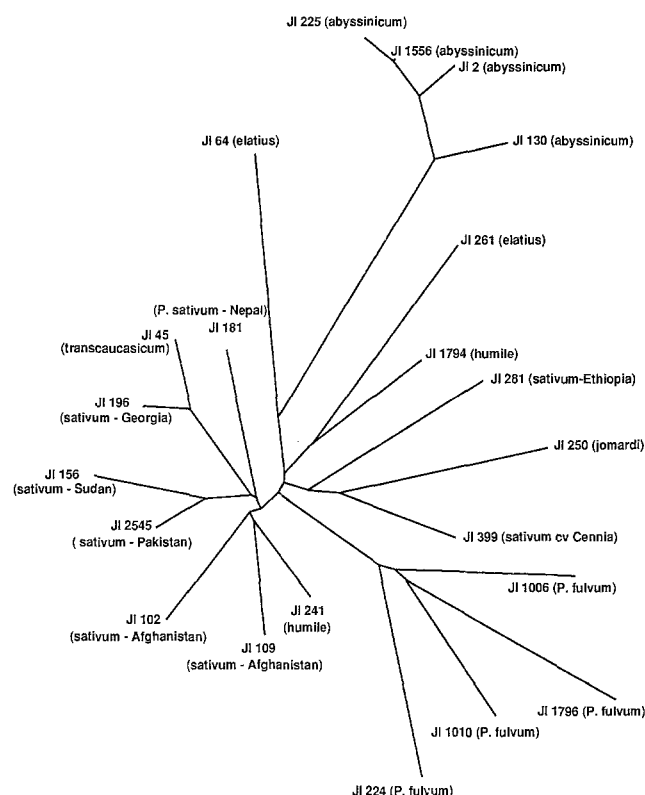 JI 225 (abyssinicum)
JI 1556 (abyssinicum)
JI 2 (abyssinicum)
JI 130 (abyssinicum)
JI 64 (elatius)
JI 261 (elatius)
(P. sativum - Nepal)
JI 181
JI 45
(transcaucasicum)
JI 1794 (humile)
JI 281 (sativum-Ethiopia)
JI 196
(sativum - Georgia)
JI 250 (jomardi)
JI 156
(sativum - Sudan)
JI 2545
( sativum - Pakistan)
JI 399 (sativum cv Cennia)
JI 1006 (P. fulvum)
JI 102
(sativum - Afghanistan)
JI 241
(humile)
JI 109
(sativum - Afghanistan)
JI 1796 (P. fulvum)
JI 1010 (P. fulvum)
JI 224 (P. fulvum)